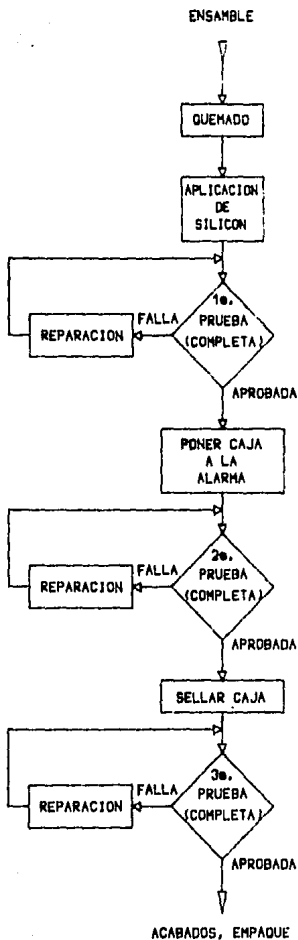 ENSAMBLE
QUEMADO
APLICACION
DE
SILICON
1a.
PRUEBA
(COMPLETA)
FALLA
REPARACION
APROBADA
PONER CAJA
A LA
ALARMA
2a.
PRUEBA
(COMPLETA)
FALLA
REPARACION
APROBADA
SELLAR CAJA
3a.
PRUEBA
(COMPLETA)
FALLA
REPARACION
APROBADA
ACABADOS, EMPAQUE